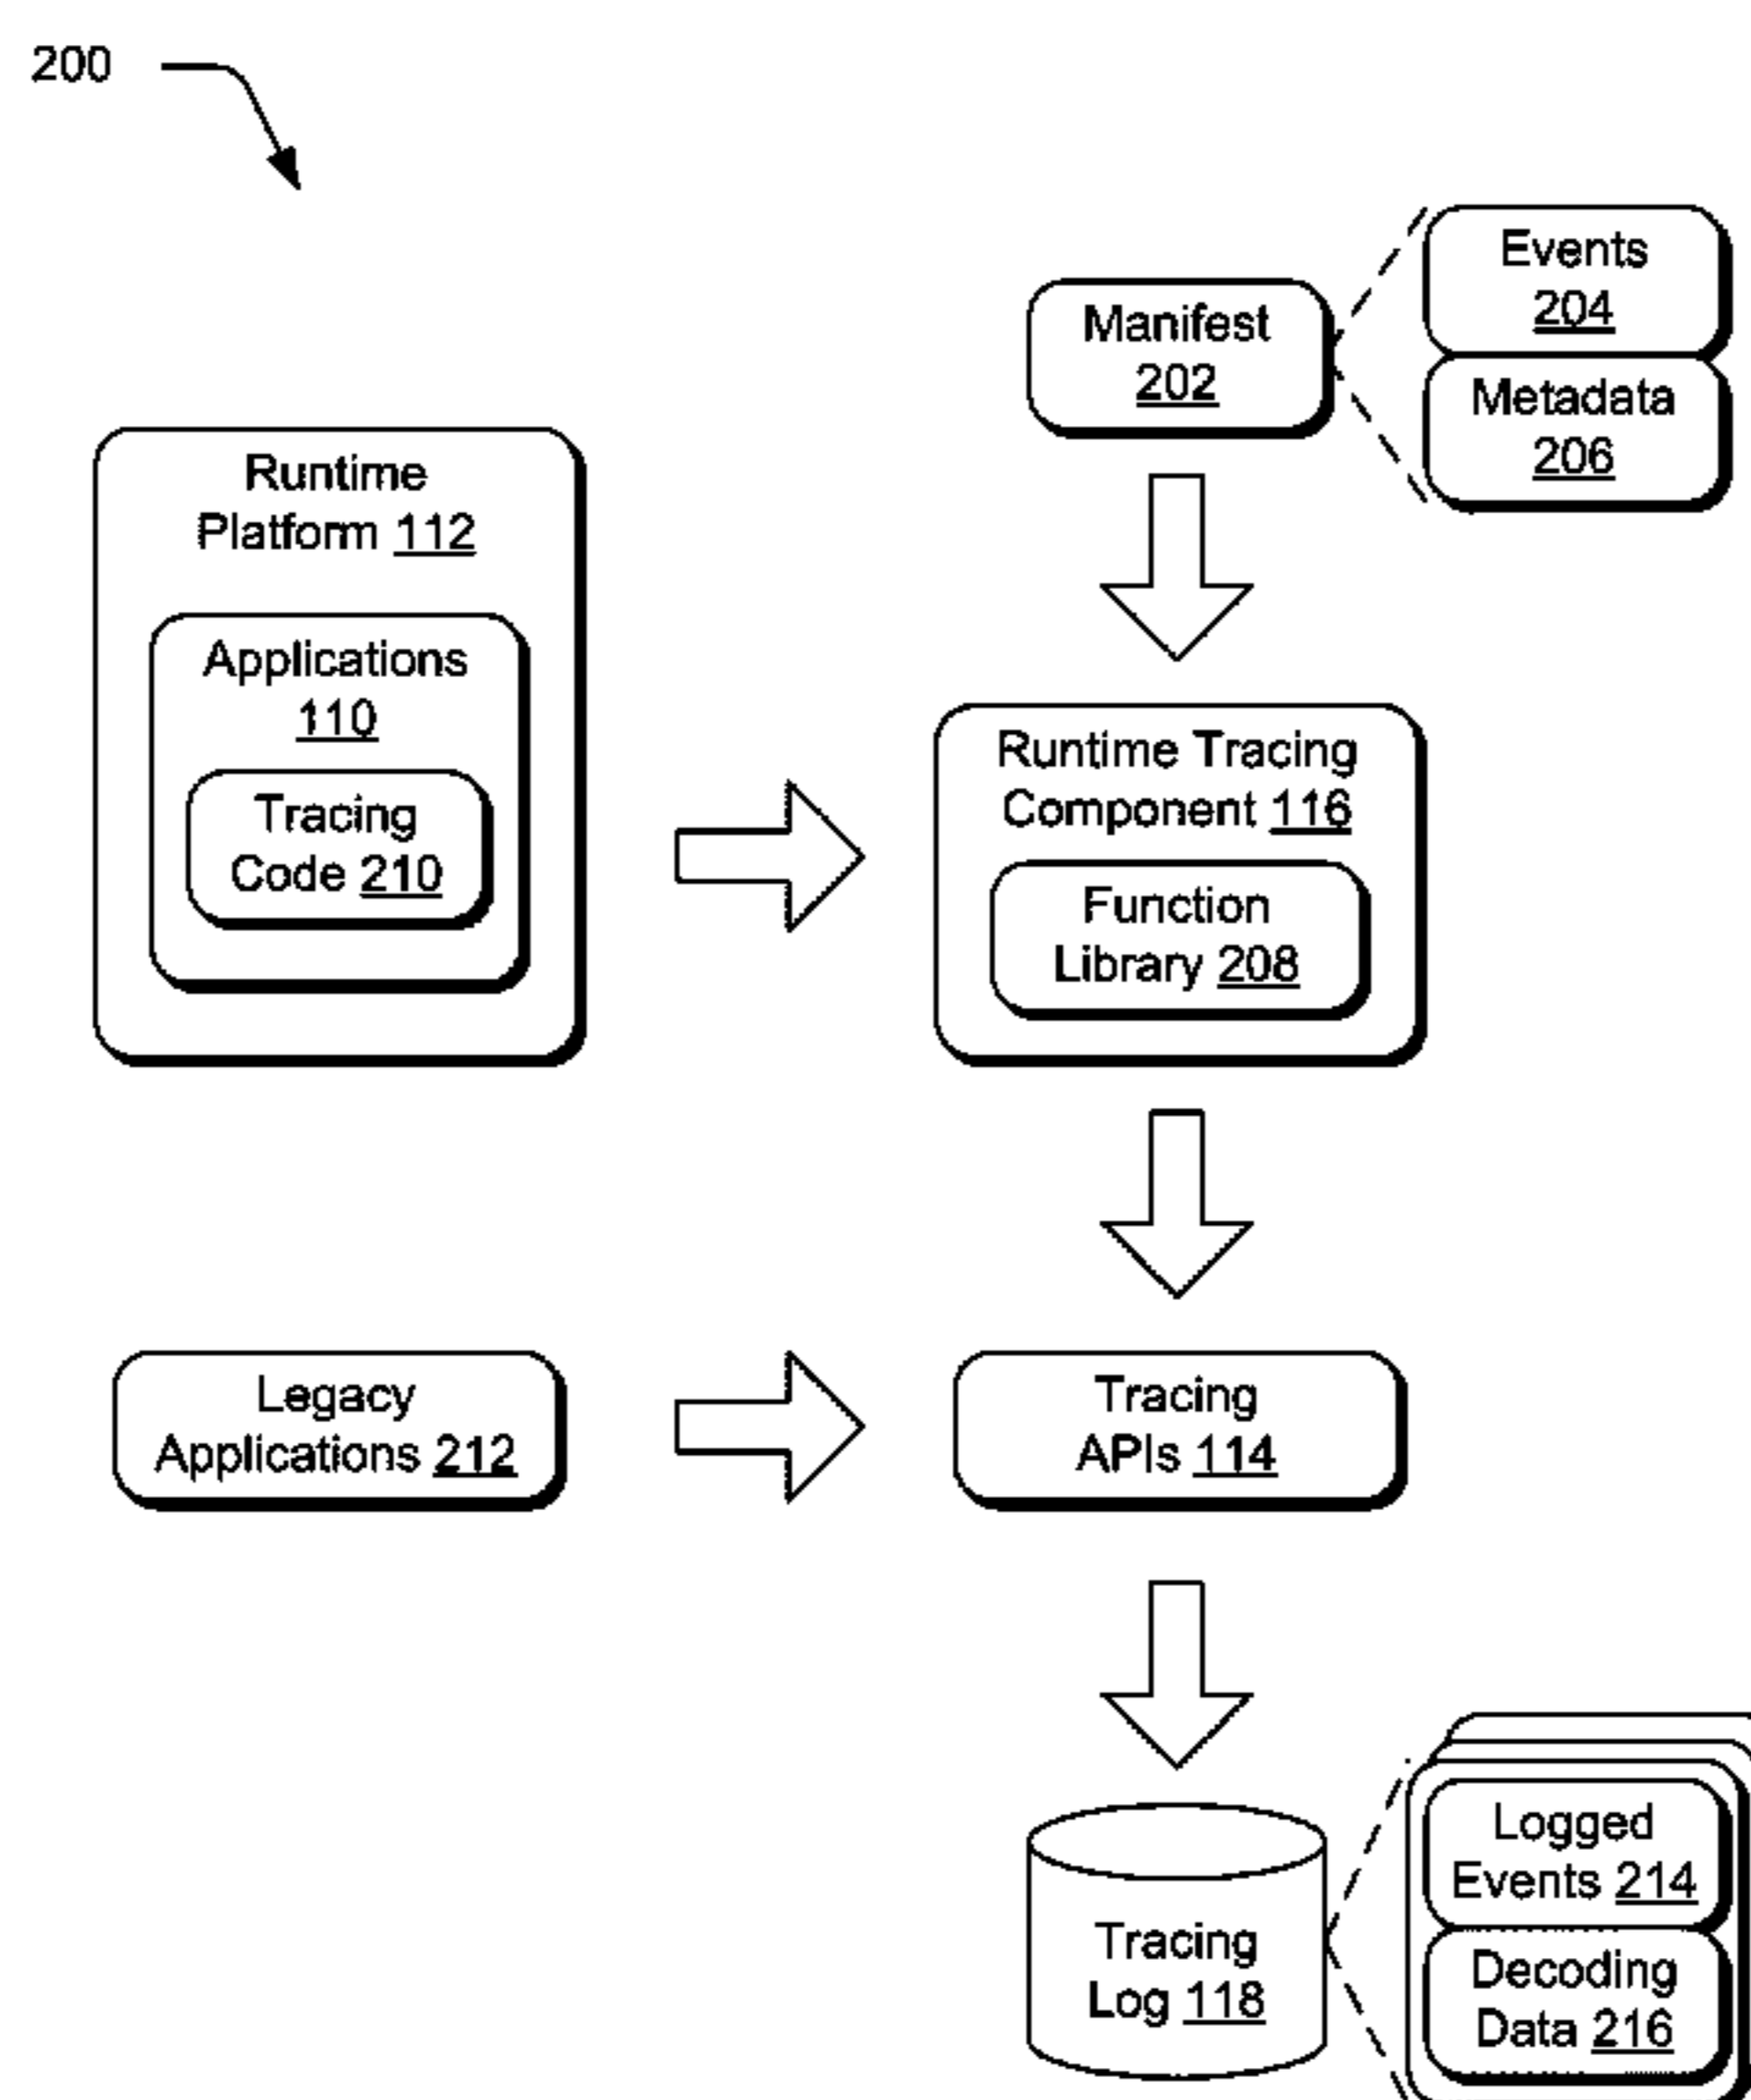 200
Events
204
Manifest
202
Metadata
206
Runtime
Platform 112
Applications
110
Tracing
Code 210
Runtime Tracing
Component 116
Function
Library 208
Legacy
Applications 212
Tracing
APIs 114
Logged
Events 214
Tracing
Log 118
Decoding
Data 216